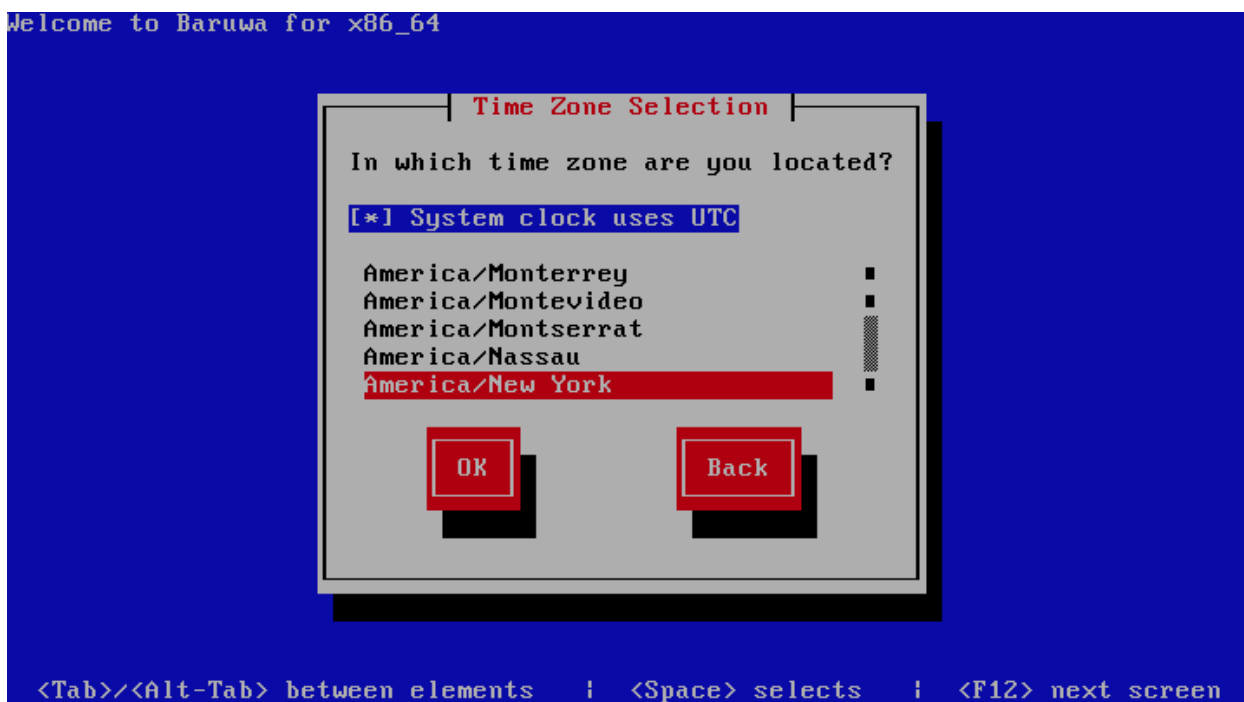 Welcome to Baruwa for x86_64
Time Zone Selection
In which time zone are you located?
[*] System clock uses UTC
America/Monterrey
America/Montevideo
America/Montserrat
America/Nassau
America/New York
OK Back
<Tab>/<Alt-Tab> between elements | <Space> selects | <F12> next screen